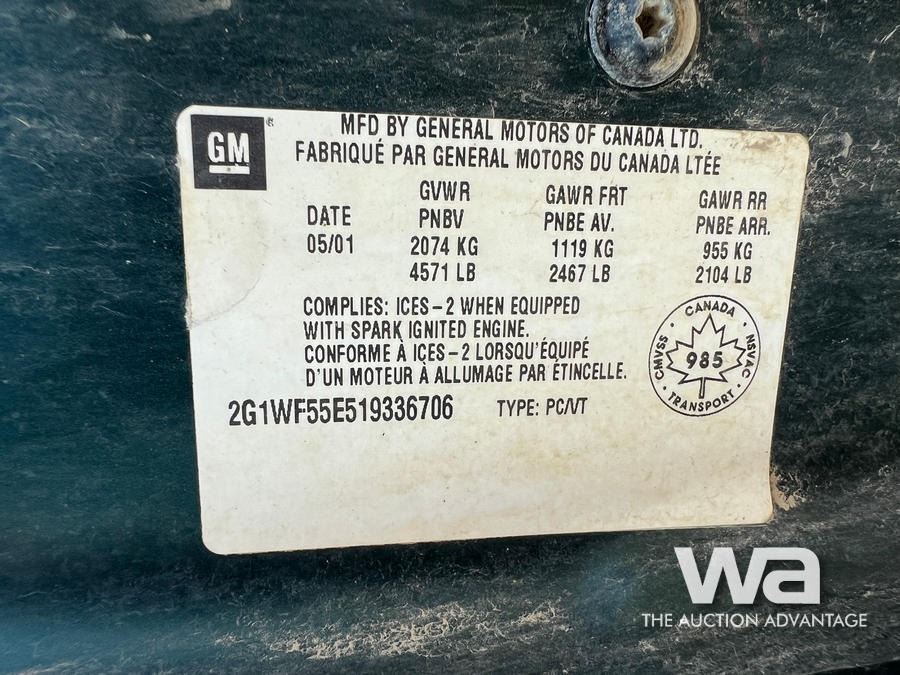 GM
MFD BY GENERAL MOTORS OF CANADA LTD.
FABRIQUÉ PAR GENERAL MOTORS DU CANADA LTÉE
GVWR GAWR FRT GAWR RR
DATE PNBV PNBE AV. PNBE ARR.
05/01 2074 KG 1119 KG 955 KG
4571 LB 2467 LB 2104 LB
COMPLIES: ICES-2 WHEN EQUIPPED
WITH SPARK IGNITED ENGINE.
CONFORME À ICES-2 LORSQU'ÉQUIPÉ
D'UN MOTEUR À ALLUMAGE PAR ÉTINCELLE.
CANADA
CMVSS 985 NSVAC
TRANSPORT
2G1WF55E519336706 TYPE: PC/VT
wa
THE AUCTION ADVANTAGE